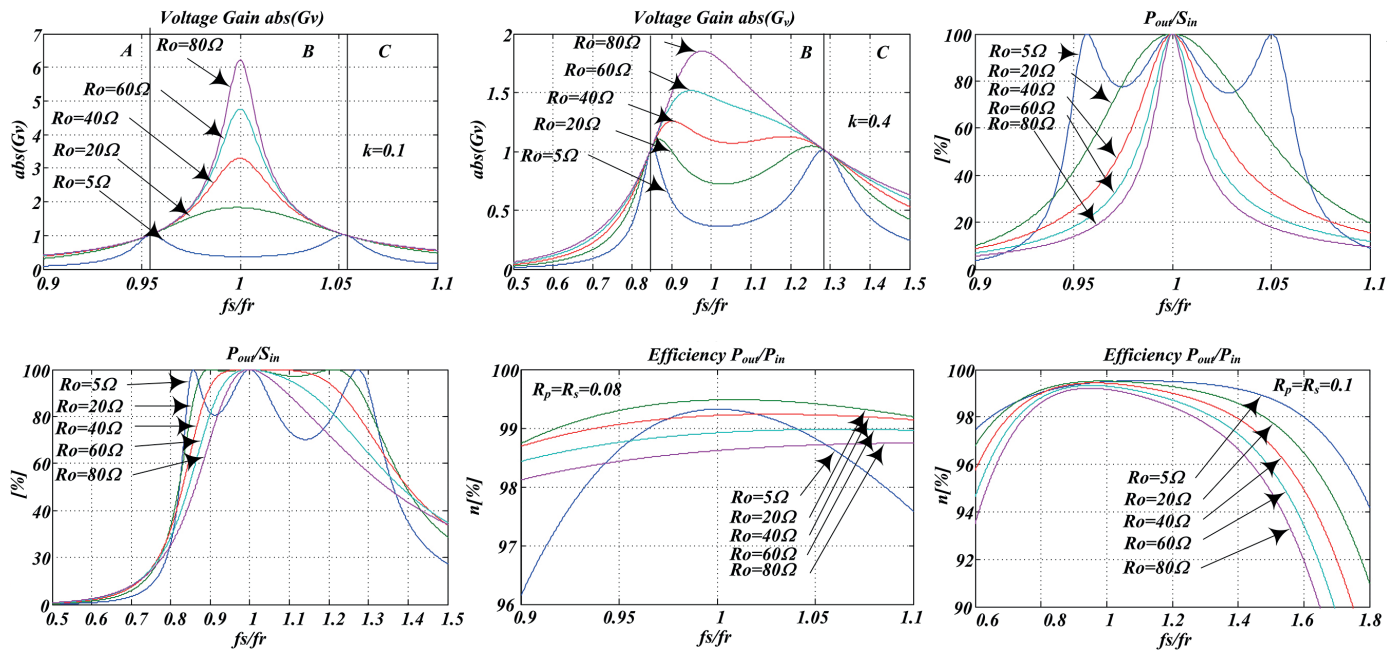 Voltage Gain abs(Gv)
abs(Gv)
7
6
5
4
3
2
1
0
A
B
C
Ro=80Ω
Ro=60Ω
Ro=40Ω
Ro=20Ω
Ro=5Ω
k=0.1
0.9 0.95 1 1.05 1.1
fs/fr
Voltage Gain abs(Gv)
abs(Gv)
2
1.5
1
0.5
0
B
C
Ro=80Ω
Ro=60Ω
Ro=40Ω
Ro=20Ω
Ro=5Ω
k=0.4
0.5 0.6 0.7 0.8 0.9 1 1.1 1.2 1.3 1.4 1.5
fs/fr
Pout/Sin
[%]
100
80
60
40
20
0
Ro=5Ω
Ro=20Ω
Ro=40Ω
Ro=60Ω
Ro=80Ω
0.9 0.95 1 1.05 1.1
fs/fr
Pout/Sin
[%]
100
80
60
40
30
0
Ro=5Ω
Ro=20Ω
Ro=40Ω
Ro=60Ω
Ro=80Ω
0.5 0.6 0.7 0.8 0.9 1 1.1 1.2 1.3 1.4 1.5
fs/fr
Efficiency Pout/Pin
n[%]
100
99
98
97
96
Rp=Rs=0.08
Ro=5Ω
Ro=20Ω
Ro=40Ω
Ro=60Ω
Ro=80Ω
0.9 0.95 1 1.05 1.1
fs/fr
Efficiency Pout/Pin
n[%]
100
98
96
94
92
90
Rp=Rs=0.1
Ro=5Ω
Ro=20Ω
Ro=40Ω
Ro=60Ω
Ro=80Ω
0.6 0.8 1 1.2 1.4 1.6 1.8
fs/fr